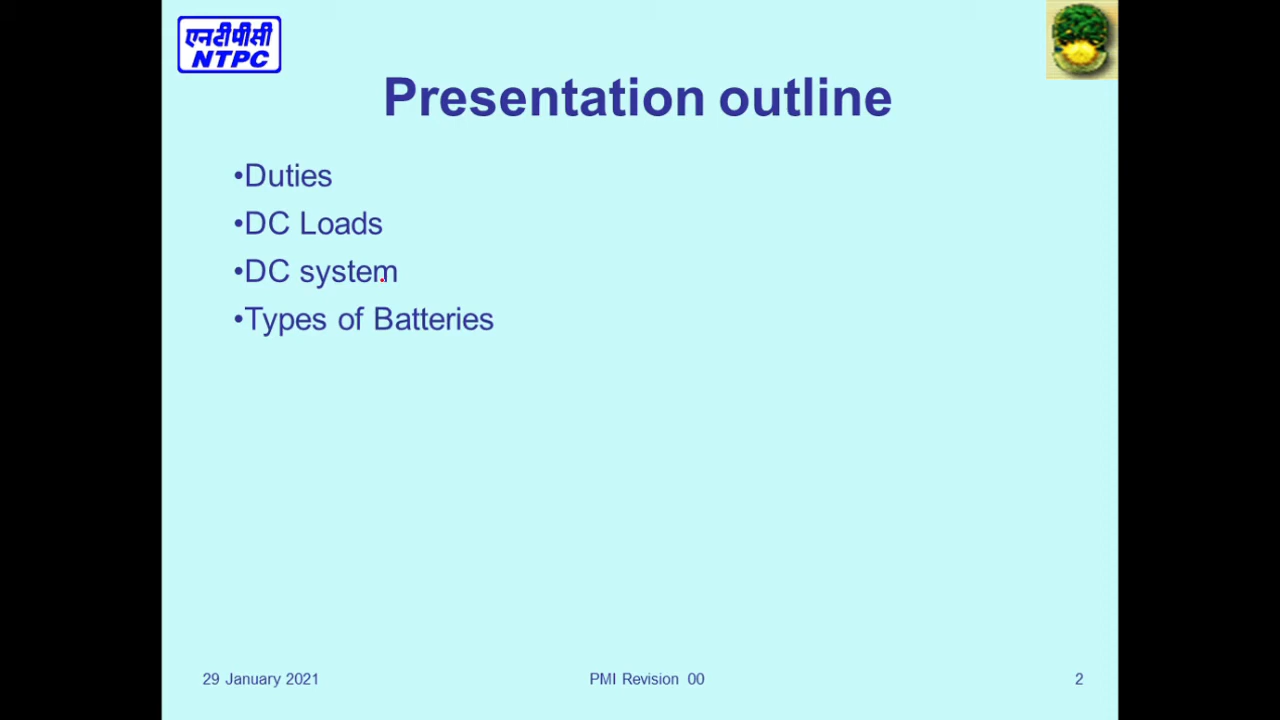 एनटीपीसी
NTPC
Presentation outline
•Duties
•DC Loads
•DC system
•Types of Batteries
29 January 2021
PMI Revision 00
2